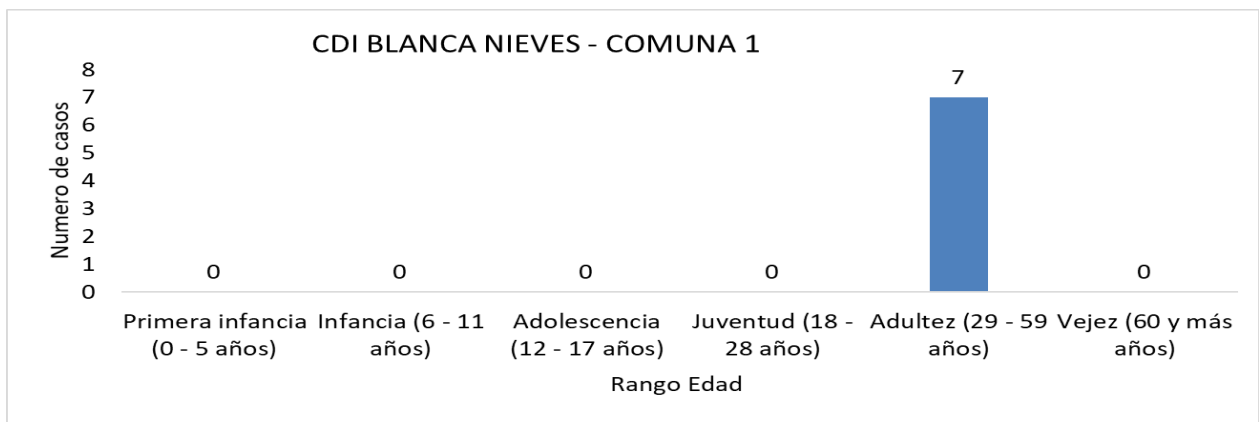 CDI BLANCA NIEVES - COMUNA 1
Numero de casos
8
7
6
5
4
3
2
1
0
0 0 0 0 7 0
Primera infancia Infancia (6 - 11 Adolescencia Juventud (18 - Adultez (29 - 59 Vejez (60 y más
(0 - 5 años) años) (12 - 17 años) 28 años) años) años)
Rango Edad